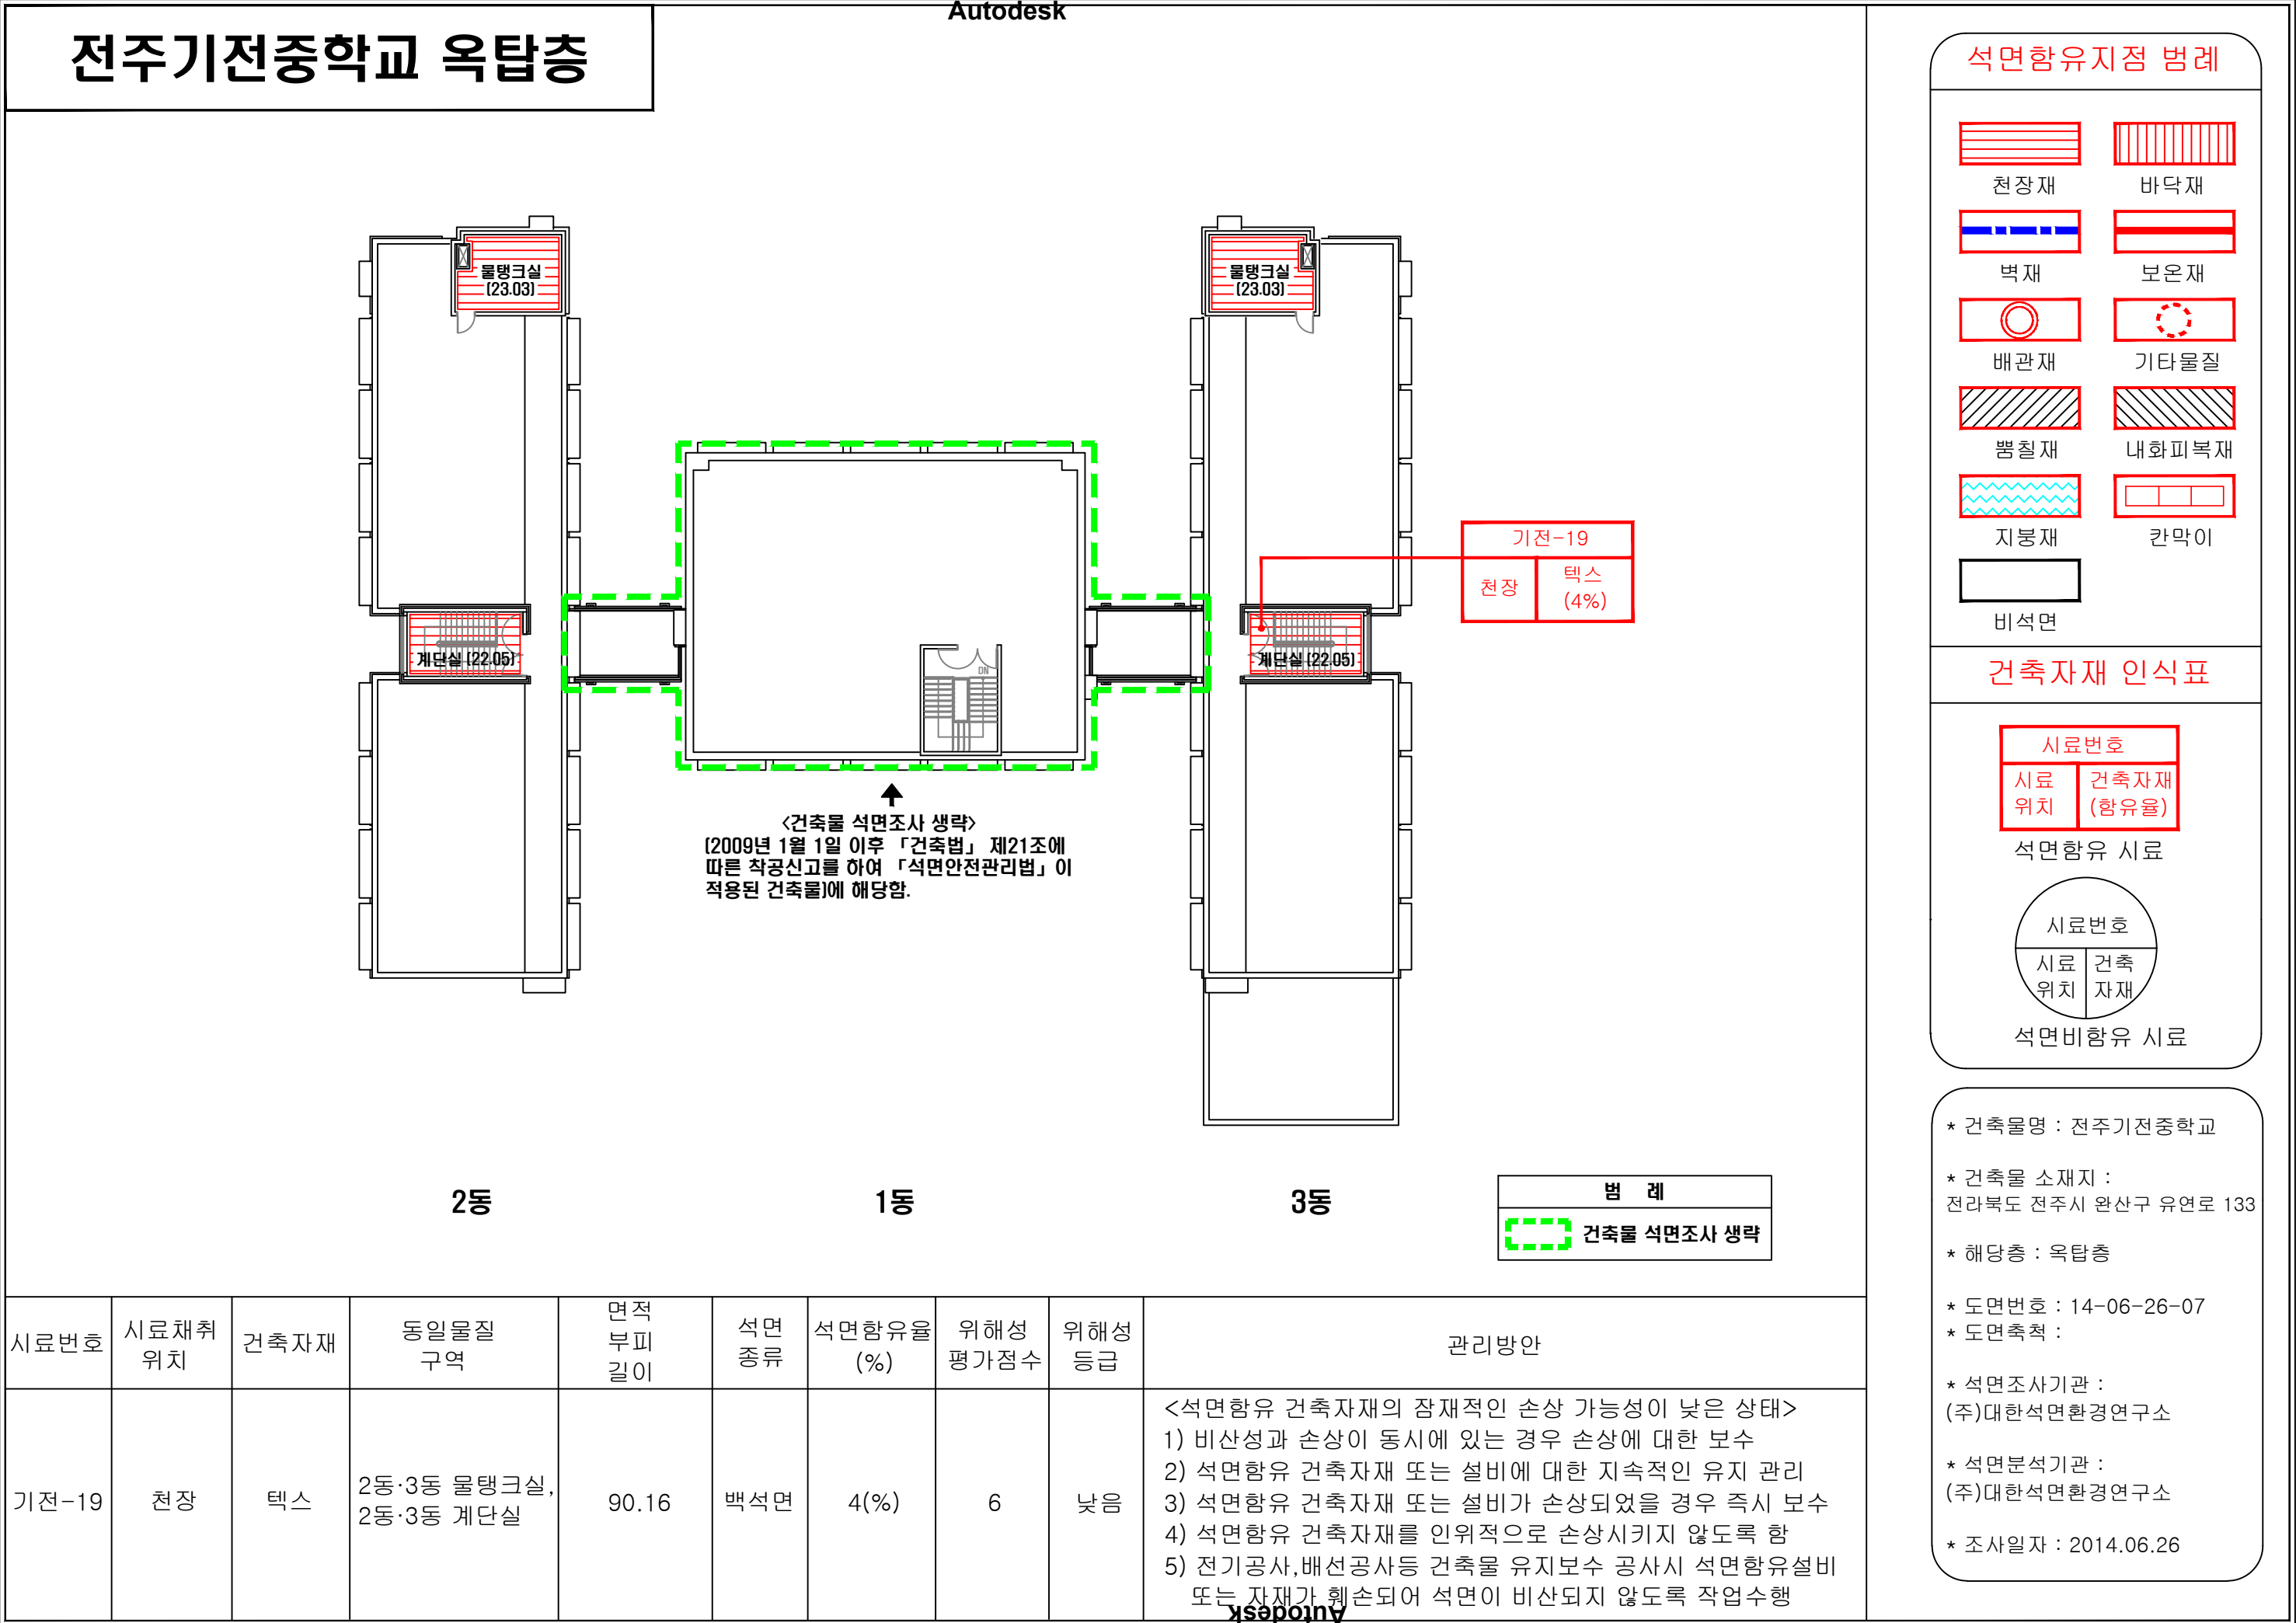 Autodesk
전주기전중학교 옥탑층
물탱크실
(23.03)
물탱크실
(23.03)
기전-19
천장
텍스
(4%)
계단실 (22.05)
계단실 (22.05)
DN
<건축물 석면조사 생략>
(2009년 1월 1일 이후 「건축법」 제21조에
따른 착공신고를 하여 「석면안전관리법」이
적용된 건축물)에 해당함.
2동
1동
3동
범 례
건축물 석면조사 생략
시료번호
시료채취
위치
건축자재
동일물질
구역
면적
부피
길이
석면
종류
석면함유율
(%)
위해성
평가점수
위해성
등급
관리방안
기전-19
천장
텍스
2동·3동 물탱크실,
2동·3동 계단실
90.16
백석면
4(%)
6
낮음
<석면함유 건축자재의 잠재적인 손상 가능성이 낮은 상태>
1) 비산성과 손상이 동시에 있는 경우 손상에 대한 보수
2) 석면함유 건축자재 또는 설비에 대한 지속적인 유지 관리
3) 석면함유 건축자재 또는 설비가 손상되었을 경우 즉시 보수
4) 석면함유 건축자재를 인위적으로 손상시키지 않도록 함
5) 전기공사,배선공사등 건축물 유지보수 공사시 석면함유설비
또는 자재가 훼손되어 석면이 비산되지 않도록 작업수행
Autodesk
석면함유지점 범례
천장재
바닥재
벽재
보온재
배관재
기타물질
뿜칠재
내화피복재
지붕재
칸막이
비석면
건축자재 인식표
시료번호
시료
위치
건축자재
(함유율)
석면함유 시료
시료번호
시료
위치
건축
자재
석면비함유 시료
* 건축물명 : 전주기전중학교
* 건축물 소재지 :
전라북도 전주시 완산구 유연로 133
* 해당층 : 옥탑층
* 도면번호 : 14-06-26-07
* 도면축척 :
* 석면조사기관 :
(주)대한석면환경연구소
* 석면분석기관 :
(주)대한석면환경연구소
* 조사일자 : 2014.06.26